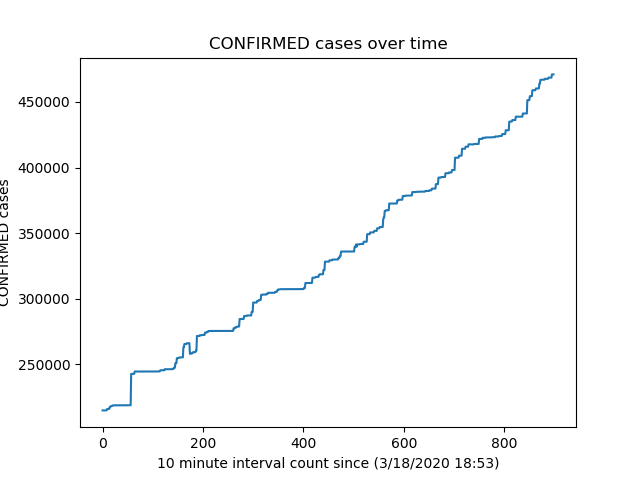 CONFIRMED cases over time
450000
400000
350000
300000
250000
CONFIRMED cases
0 200 400 600 800
10 minute interval count since (3/18/2020 18:53)